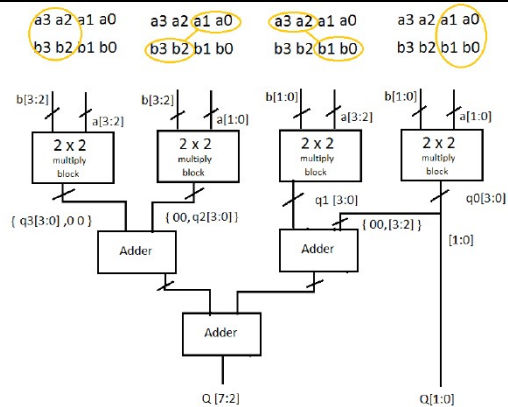 a3 a2 a1 a0 a3 a2 a1 a0 a3 a2 a1 a0 a3 a2 a1 a0
b3 b2 b1 b0 b3 b2 b1 b0 b3 b2 b1 b0 b3 b2 b1 b0
b[3:2] b[3:2] b[1:0] b[1:0]
a[3:2] a[1:0] a[3:2] a[1:0]
2 x 2 2 x 2 2 x 2 2 x 2
multiply multiply multiply multiply
block block block block
q1 [3:0] q0[3:0]
{ q3[3:0] ,0 0 } { 00, q2[3:0] } { 00,[3:2] }
[1:0]
Adder Adder
Adder
Q [7:2] Q[1:0]